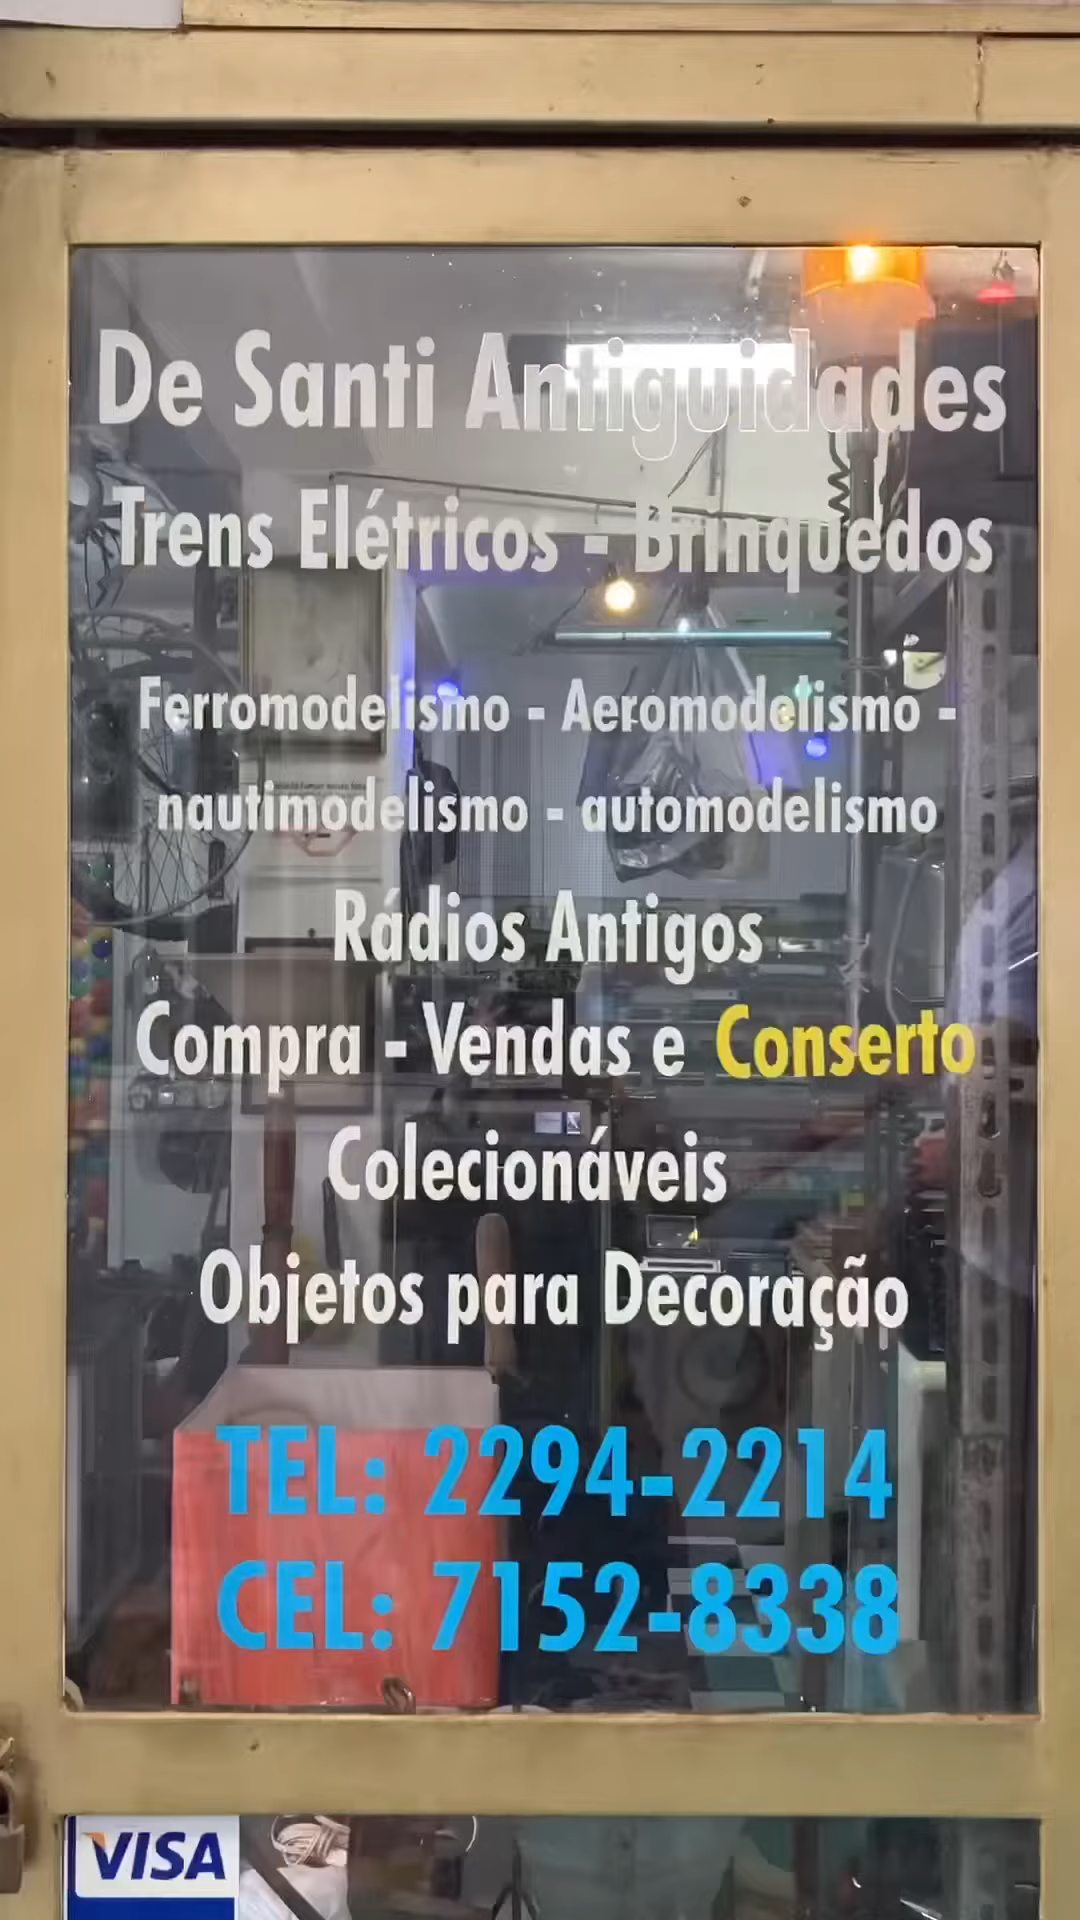 De Santi Antiguidades
Trens Elétricos - Brinquedos
Ferromodelismo - Aeromodelismo -
nautimodelismo - automodelismo
Rádios Antigos
Compra - Vendas e Conserto
Colecionáveis
Objetos para Decoração
TEL: 2294-2214
CEL: 7152-8338
VISA